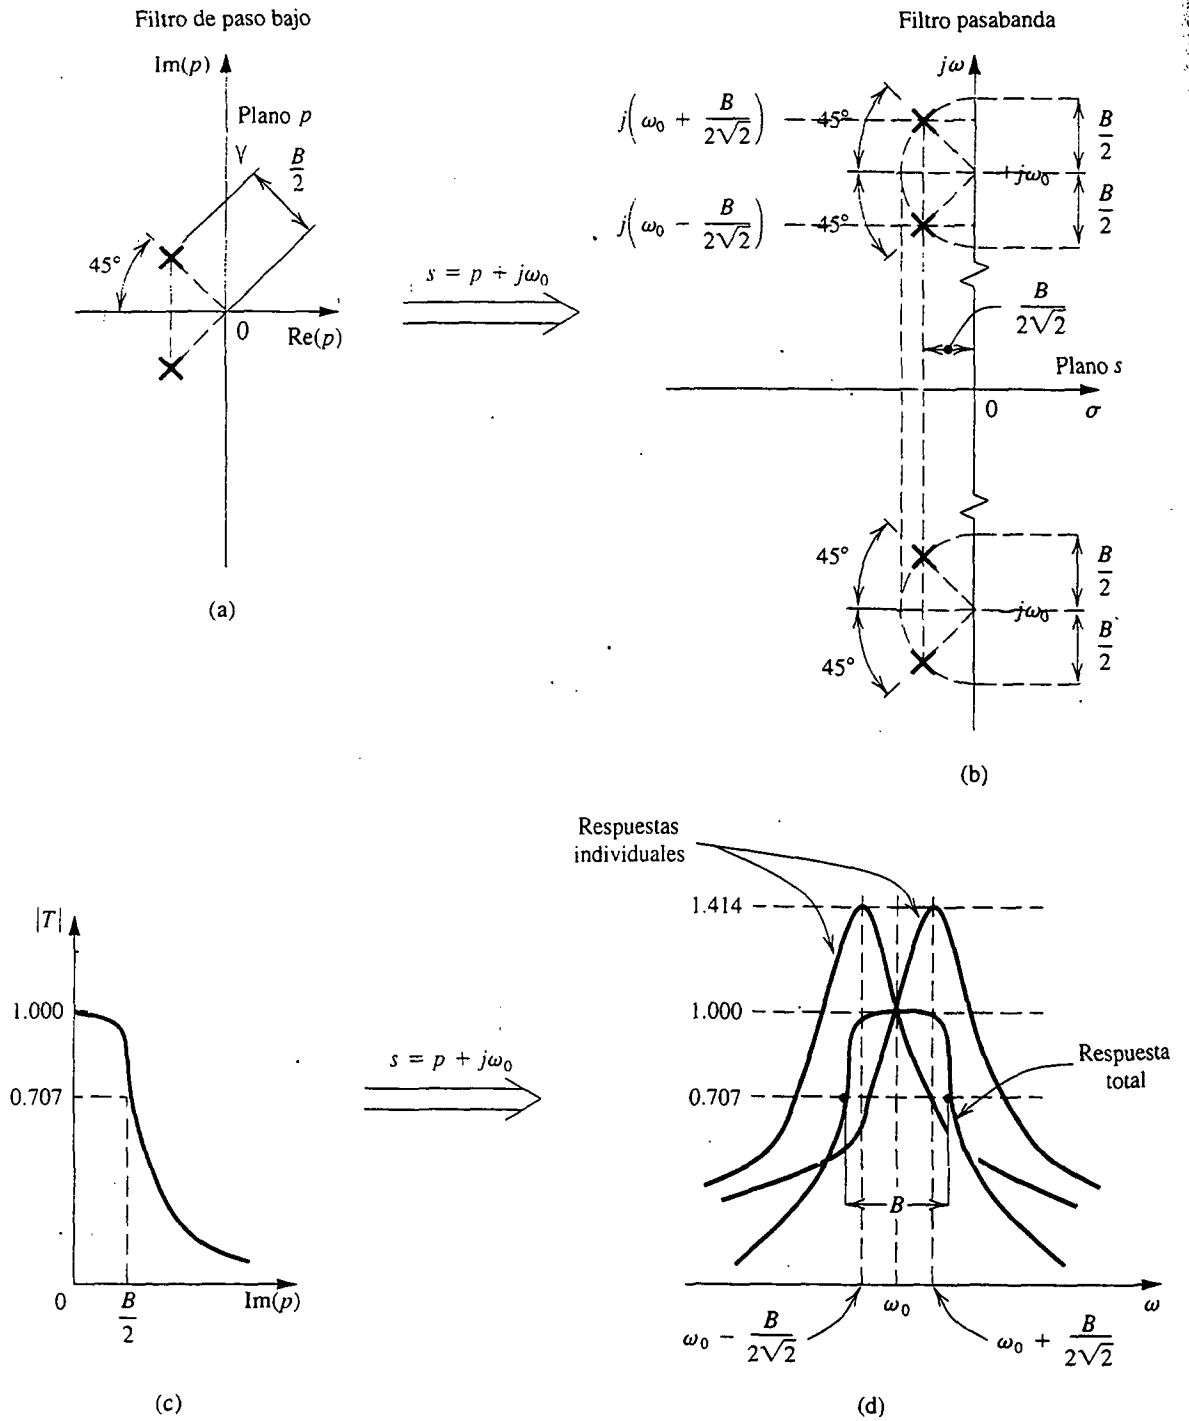 Filtro de paso bajo
Im(p)
Plano p
B/2
45°
0
Re(p)
(a)
s = p + jω₀
Filtro pasabanda
jω
j(ω₀ + B/2√2)
45°
B/2
+jω₀
j(ω₀ − B/2√2)
45°
B/2
B/2√2
Plano s
0
σ
45°
B/2
−jω₀
45°
B/2
(b)
|T|
1.000
0.707
0
B/2
Im(p)
(c)
s = p + jω₀
Respuestas
individuales
1.414
1.000
0.707
Respuesta
total
B
ω₀
ω
ω₀ − B/2√2
ω₀ + B/2√2
(d)